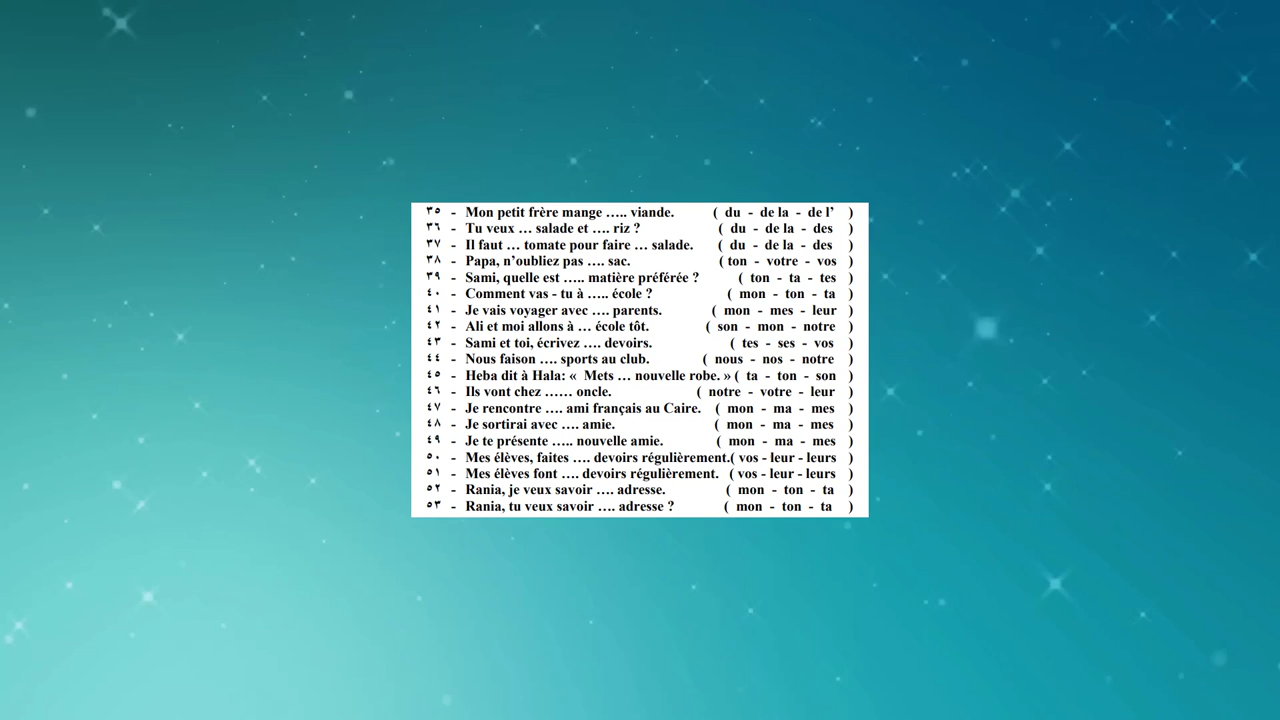 ٣٥ - Mon petit frère mange ….. viande. ( du - de la - de l’ )
٣٦ - Tu veux … salade et …. riz ? ( du - de la - des )
٣٧ - Il faut … tomate pour faire … salade. ( du - de la - des )
٣٨ - Papa, n’oubliez pas …. sac. ( ton - votre - vos )
٣٩ - Sami, quelle est ….. matière préférée ? ( ton - ta - tes )
٤٠ - Comment vas - tu à ….. école ? ( mon - ton - ta )
٤١ - Je vais voyager avec …. parents. ( mon - mes - leur )
٤٢ - Ali et moi allons à … école tôt. ( son - mon - notre )
٤٣ - Sami et toi, écrivez …. devoirs. ( tes - ses - vos )
٤٤ - Nous faison …. sports au club. ( nous - nos - notre )
٤٥ - Heba dit à Hala: « Mets … nouvelle robe. » ( ta - ton - son )
٤٦ - Ils vont chez …… oncle. ( notre - votre - leur )
٤٧ - Je rencontre …. ami français au Caire. ( mon - ma - mes )
٤٨ - Je sortirai avec …. amie. ( mon - ma - mes )
٤٩ - Je te présente ….. nouvelle amie. ( mon - ma - mes )
٥٠ - Mes élèves, faites …. devoirs régulièrement.( vos - leur - leurs )
٥١ - Mes élèves font …. devoirs régulièrement. ( vos - leur - leurs )
٥٢ - Rania, je veux savoir …. adresse. ( mon - ton - ta )
٥٣ - Rania, tu veux savoir …. adresse ? ( mon - ton - ta )